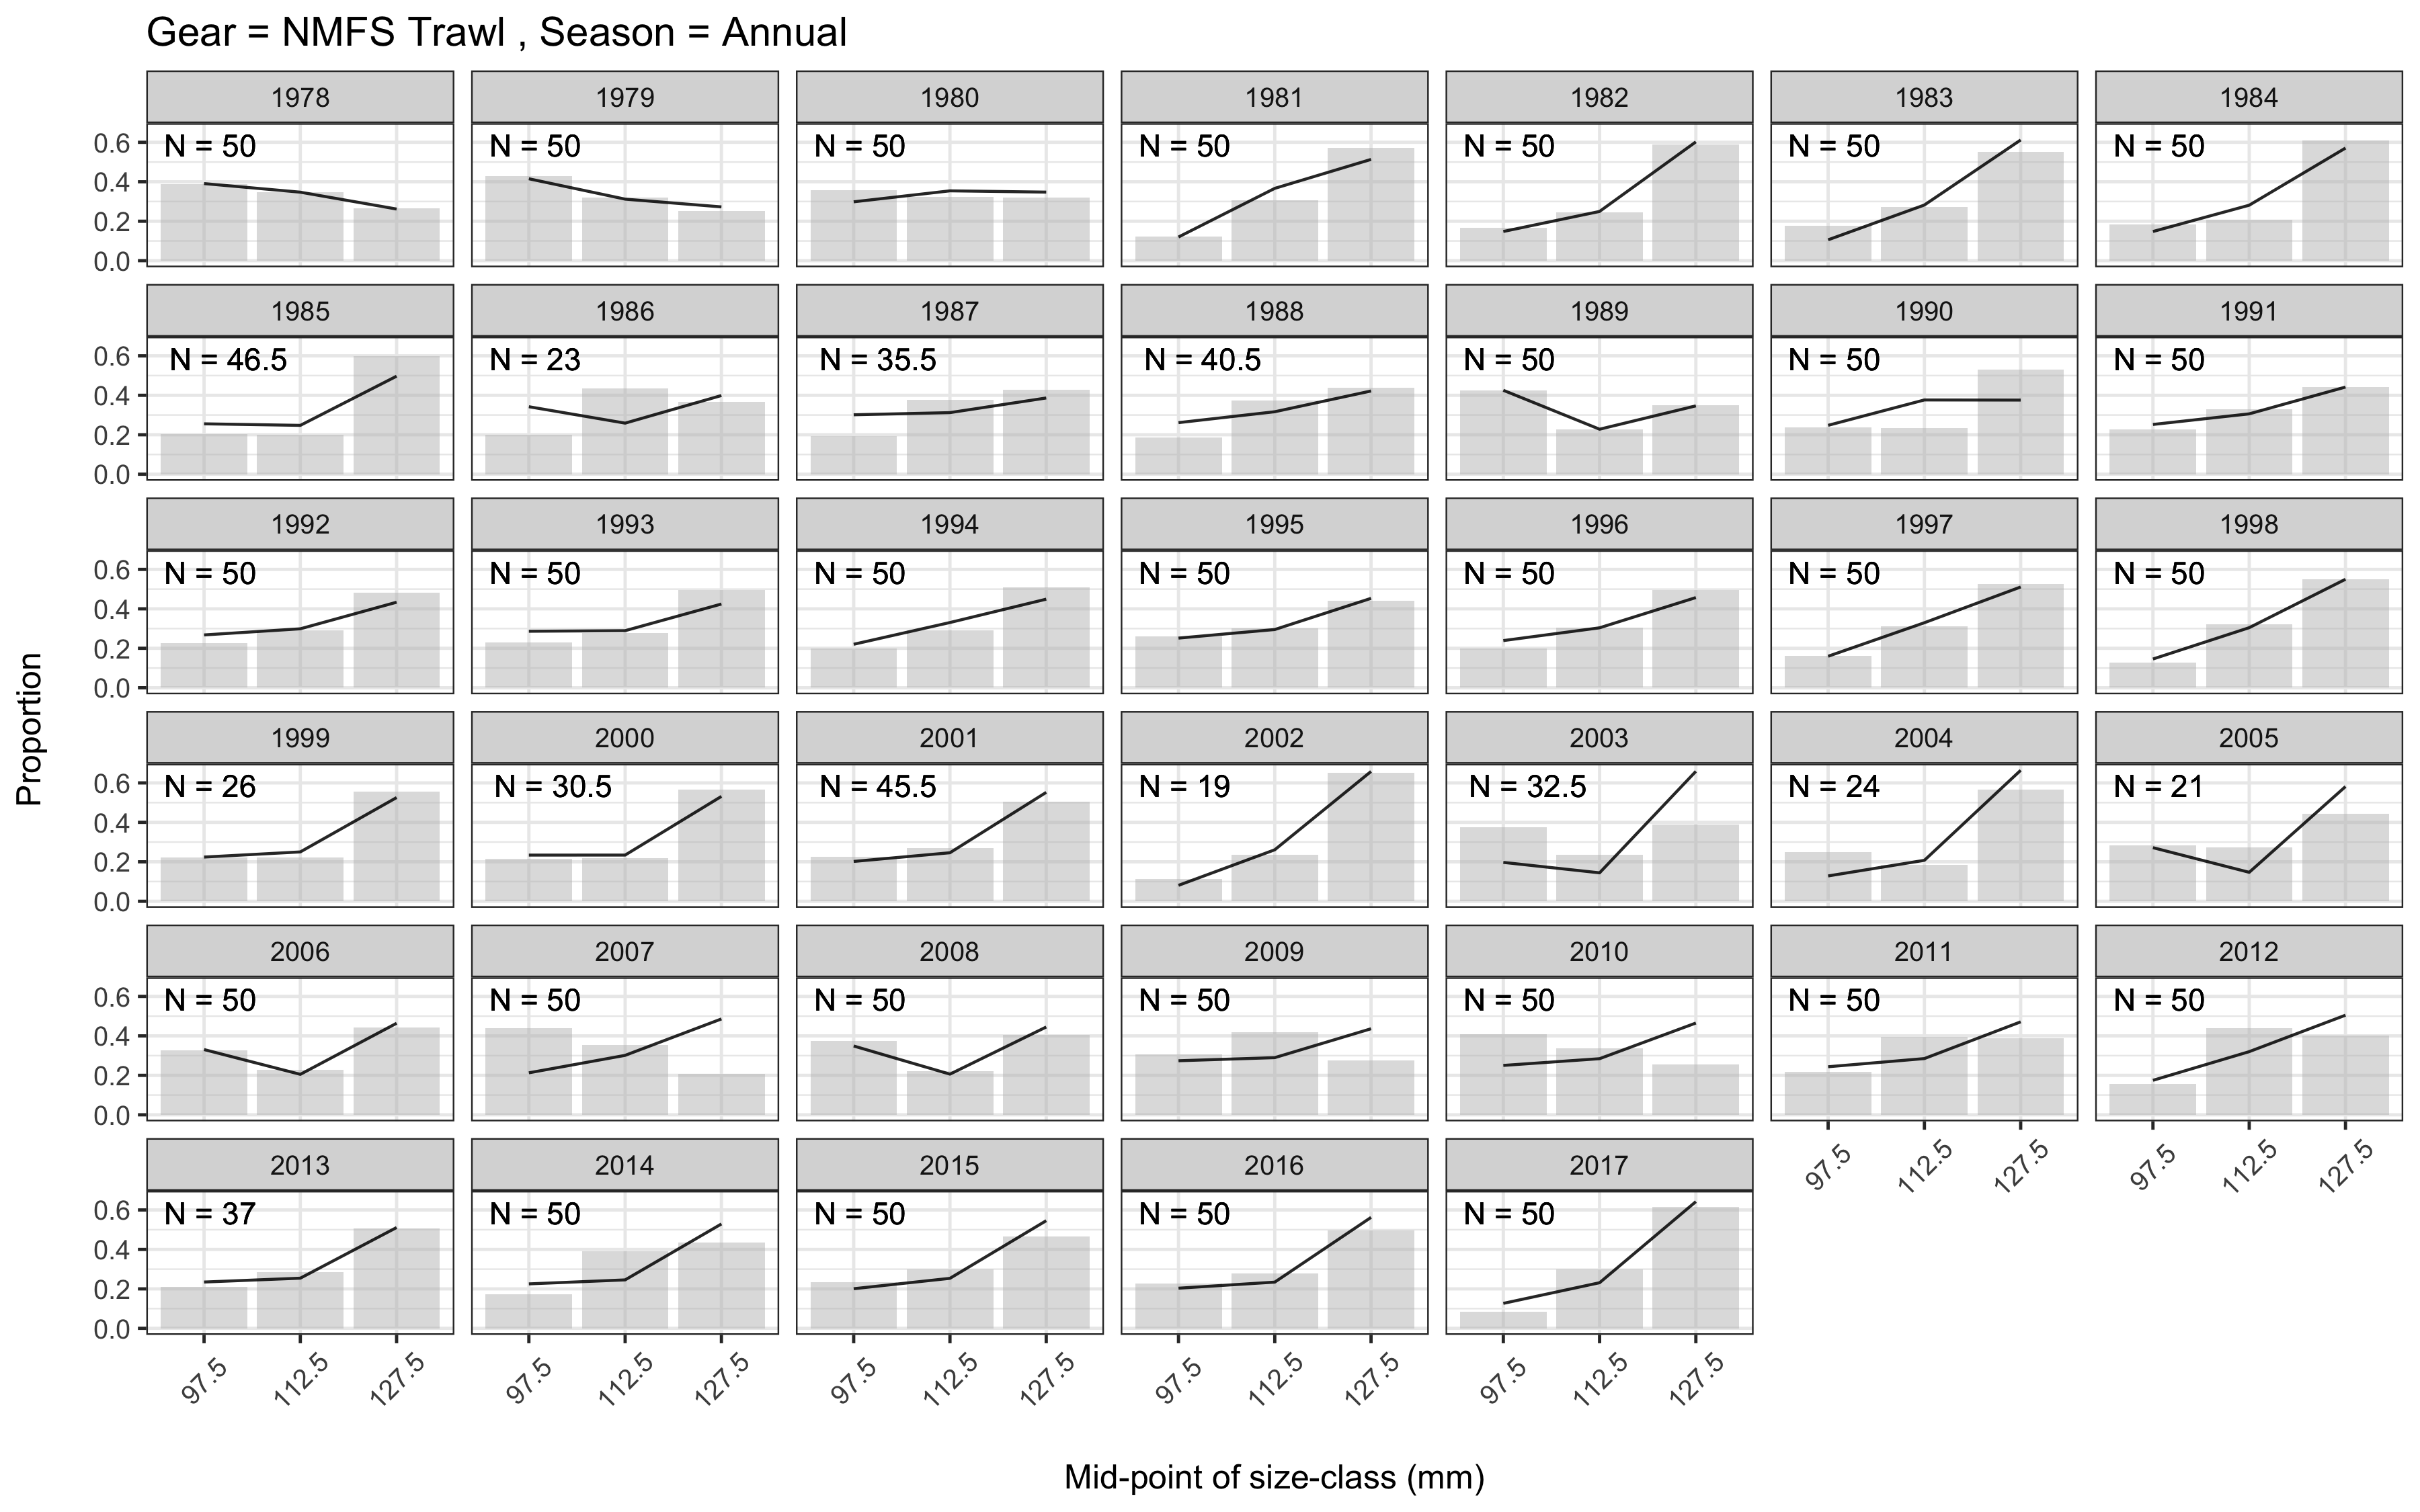 Gear = NMFS Trawl , Season = Annual
1978 1979 1980 1981 1982 1983 1984
N = 50 N = 50 N = 50 N = 50 N = 50 N = 50 N = 50
0.6
0.4
0.2
0.0
1985 1986 1987 1988 1989 1990 1991
N = 46.5 N = 23 N = 35.5 N = 40.5 N = 50 N = 50 N = 50
0.6
0.4
0.2
0.0
1992 1993 1994 1995 1996 1997 1998
N = 50 N = 50 N = 50 N = 50 N = 50 N = 50 N = 50
0.6
0.4
0.2
0.0
Proportion
1999 2000 2001 2002 2003 2004 2005
N = 26 N = 30.5 N = 45.5 N = 19 N = 32.5 N = 24 N = 21
0.6
0.4
0.2
0.0
2006 2007 2008 2009 2010 2011 2012
N = 50 N = 50 N = 50 N = 50 N = 50 N = 50 N = 50
0.6
0.4
0.2
0.0
97.5 112.5 127.5 97.5 112.5 127.5
2013 2014 2015 2016 2017
N = 37 N = 50 N = 50 N = 50 N = 50
0.6
0.4
0.2
0.0
97.5 112.5 127.5 97.5 112.5 127.5 97.5 112.5 127.5 97.5 112.5 127.5 97.5 112.5 127.5
Mid-point of size-class (mm)